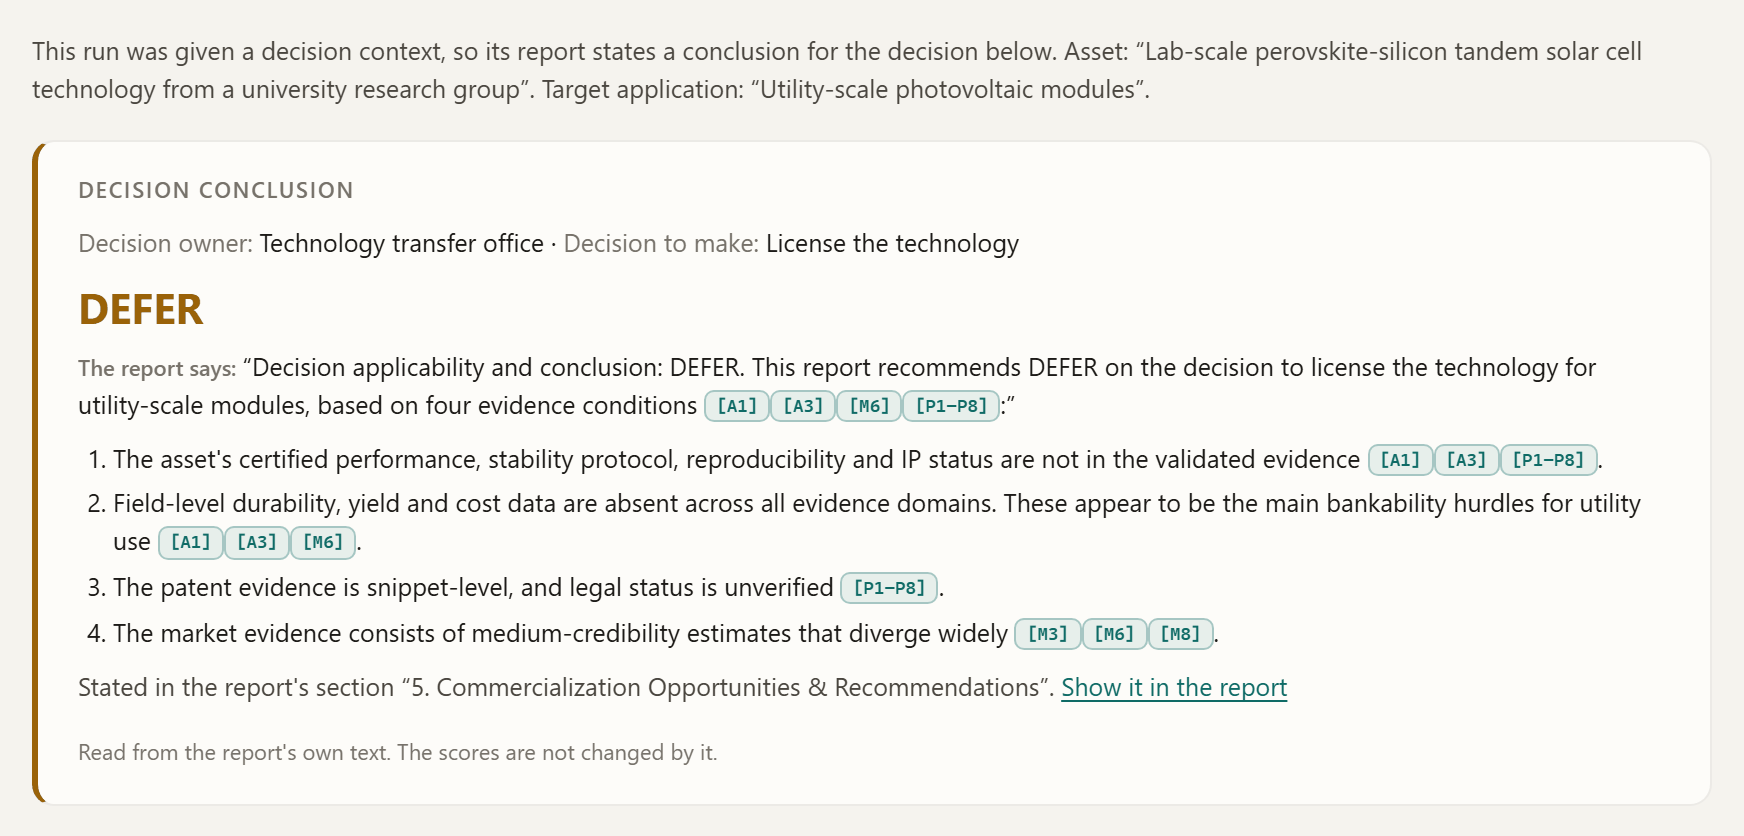 This run was given a decision context, so its report states a conclusion for the decision below. Asset: “Lab-scale perovskite-silicon tandem solar cell
technology from a university research group”. Target application: “Utility-scale photovoltaic modules”.
DECISION CONCLUSION
Decision owner: Technology transfer office · Decision to make: License the technology
DEFER
The report says: “Decision applicability and conclusion: DEFER. This report recommends DEFER on the decision to license the technology for
utility-scale modules, based on four evidence conditions [A1] [A3] [M6] [P1–P8]:”
1. The asset's certified performance, stability protocol, reproducibility and IP status are not in the validated evidence [A1] [A3] [P1–P8].
2. Field-level durability, yield and cost data are absent across all evidence domains. These appear to be the main bankability hurdles for utility
use [A1] [A3] [M6].
3. The patent evidence is snippet-level, and legal status is unverified [P1–P8].
4. The market evidence consists of medium-credibility estimates that diverge widely [M3] [M6] [M8].
Stated in the report's section “5. Commercialization Opportunities & Recommendations”. Show it in the report
Read from the report's own text. The scores are not changed by it.